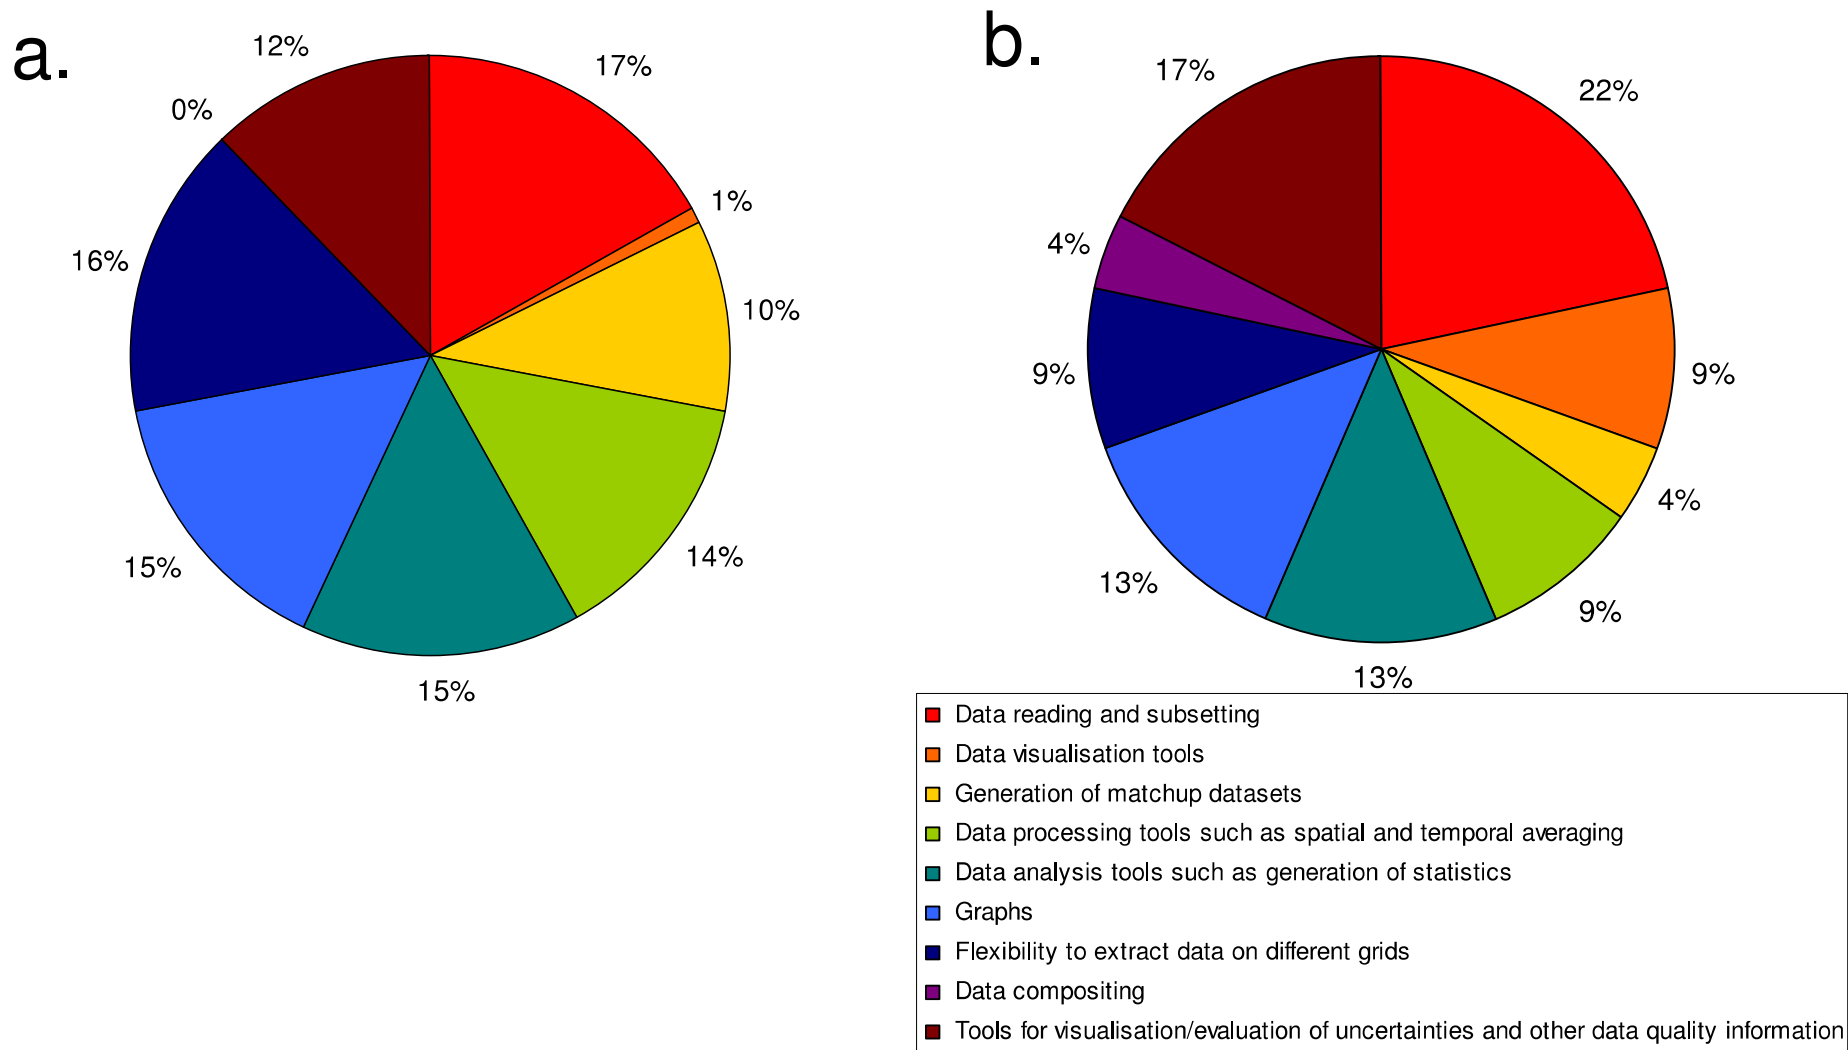 a.
12%
17%
0%
1%
16%
10%
15%
14%
15%
b.
17%
22%
4%
9%
9%
4%
13%
9%
13%
Data reading and subsetting
Data visualisation tools
Generation of matchup datasets
Data processing tools such as spatial and temporal averaging
Data analysis tools such as generation of statistics
Graphs
Flexibility to extract data on different grids
Data compositing
Tools for visualisation/evaluation of uncertainties and other data quality information